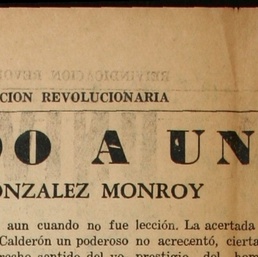 CION REVOLUCIONARIA
DO A UN
ONZALEZ MONROY
aun cuando no fue
Calderón un poderoso
lección. La acertada
no acrecentó, cierta